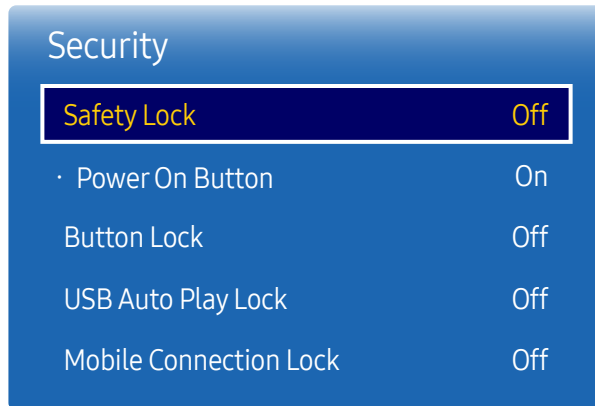 Security
Safety Lock Off
· Power On Button On
Button Lock Off
USB Auto Play Lock Off
Mobile Connection Lock Off